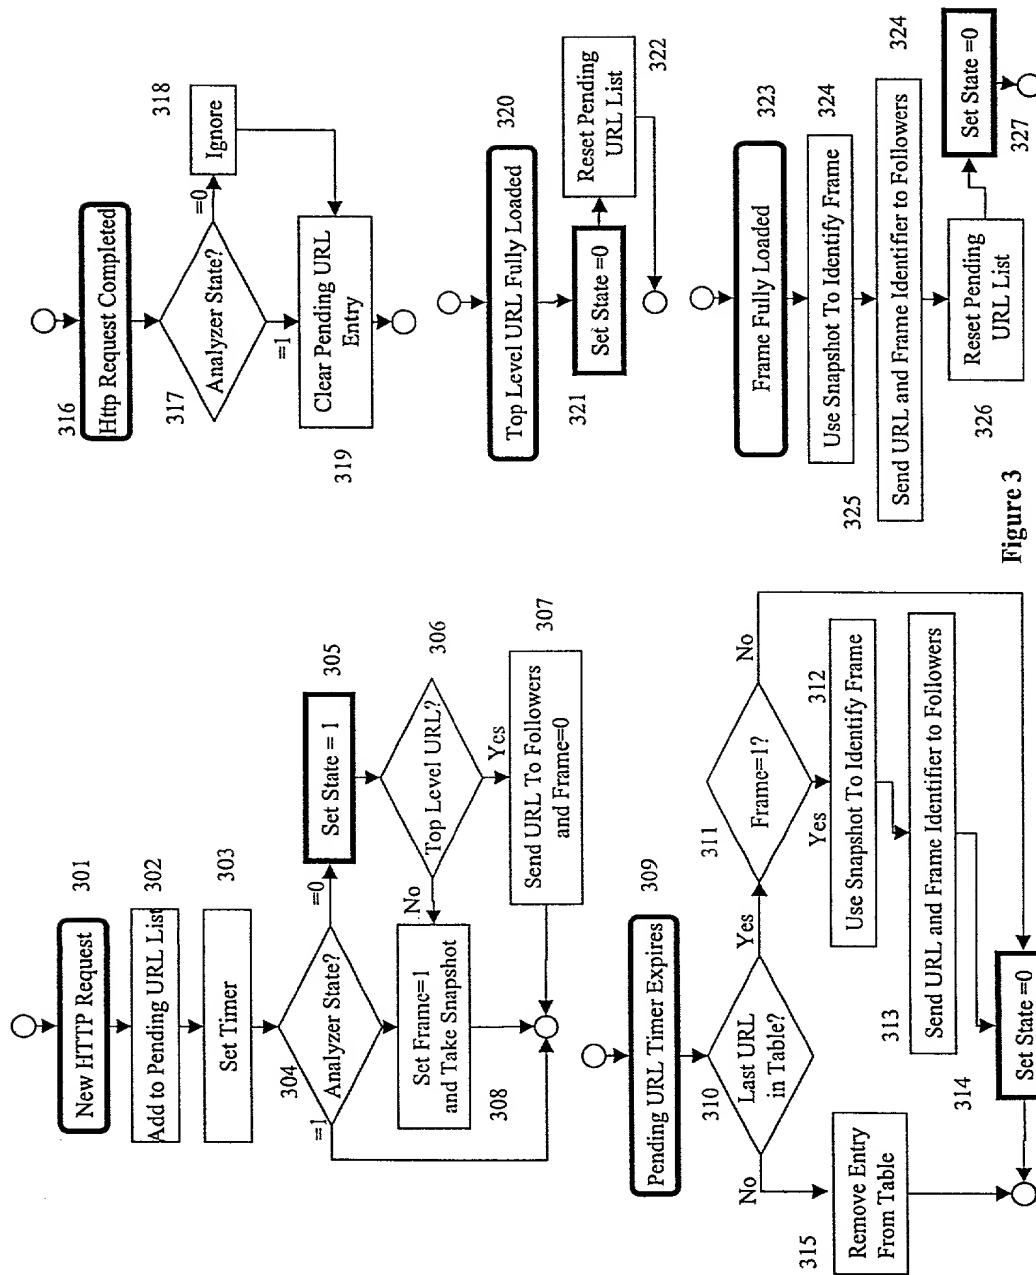 301
New HTTP Request
302
Add to Pending URL List
303
Set Timer
304
Analyzer State?
=0
=1
305
Set State = 1
306
Top Level URL?
No
Yes
307
Send URL To Followers
and Frame=0
Set Frame=1
and Take Snapshot
308
309
Pending URL Timer Expires
310
Last URL
in Table?
Yes
No
311
Frame=1?
No
Yes
312
Use Snapshot To Identify Frame
313
Send URL and Frame Identifier to Followers
314
Set State =0
315
Remove Entry
From Table
316
Http Request Completed
317
Analyzer State?
=0
=1
318
Ignore
319
Clear Pending URL
Entry
320
Top Level URL Fully Loaded
321
Set State =0
322
Reset Pending
URL List
323
Frame Fully Loaded
324
Use Snapshot To Identify Frame
325
324
Send URL and Frame Identifier to Followers
326
Reset Pending
URL List
Set State =0
327
Figure 3